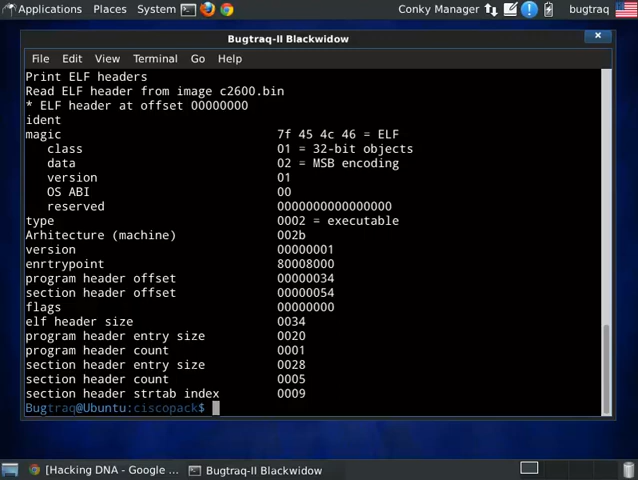 Applications Places System Conky Manager bugtraq
Bugtraq-II Blackwidow
File Edit View Terminal Go Help
Print ELF headers
Read ELF header from image c2600.bin
* ELF header at offset 00000000
ident
magic 7f 45 4c 46 = ELF
class 01 = 32-bit objects
data 02 = MSB encoding
version 01
OS ABI 00
reserved 0000000000000000
type 0002 = executable
Arhitecture (machine) 002b
version 00000001
enrtrypoint 80008000
program header offset 00000034
section header offset 00000054
flags 00000000
elf header size 0034
program header entry size 0020
program header count 0001
section header entry size 0028
section header count 0005
section header strtab index 0009
Bugtraq@Ubuntu:ciscopack$
[Hacking DNA - Google ... Bugtraq-II Blackwidow